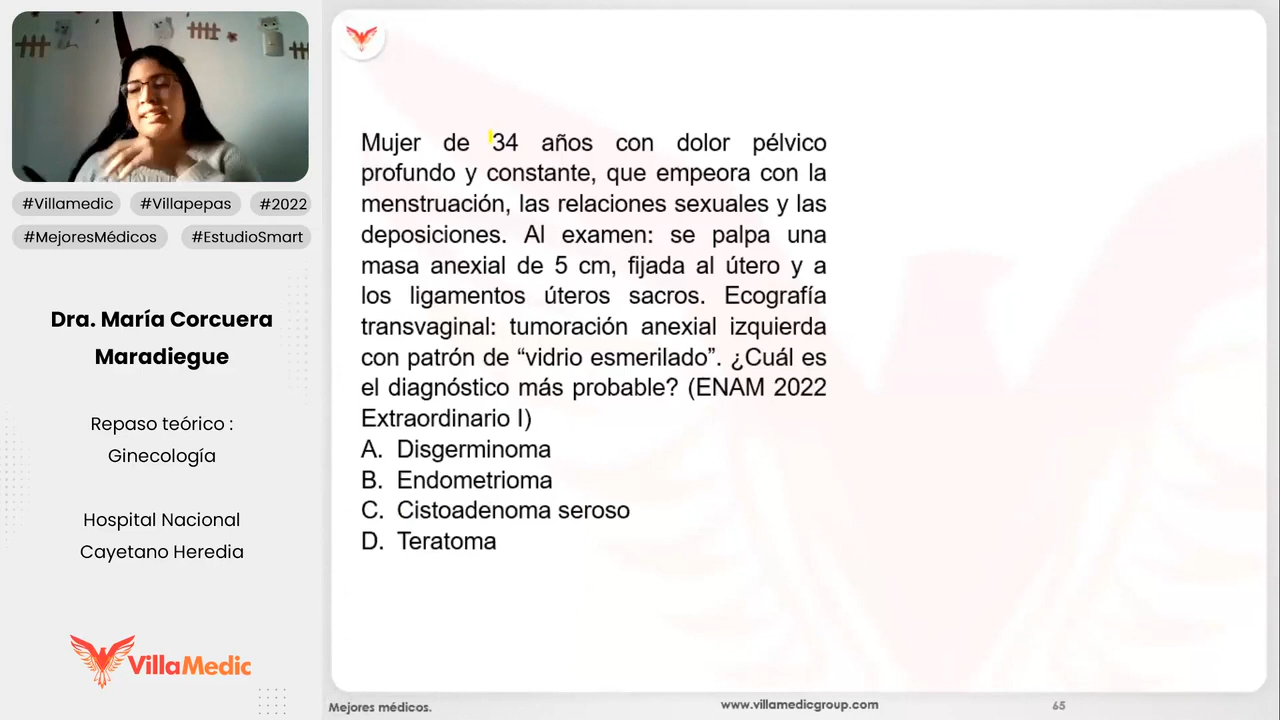 #Villamedic #Villapepas #2022
#MejoresMédicos #EstudioSmart
Dra. María Corcuera
Maradiegue
Repaso teórico :
Ginecología
Hospital Nacional
Cayetano Heredia
VillaMedic
Mujer de 34 años con dolor pélvico
profundo y constante, que empeora con la
menstruación, las relaciones sexuales y las
deposiciones. Al examen: se palpa una
masa anexial de 5 cm, fijada al útero y a
los ligamentos úteros sacros. Ecografía
transvaginal: tumoración anexial izquierda
con patrón de “vidrio esmerilado”. ¿Cuál es
el diagnóstico más probable? (ENAM 2022
Extraordinario I)
A. Disgerminoma
B. Endometrioma
C. Cistoadenoma seroso
D. Teratoma
Mejores médicos. www.villamedicgroup.com 65